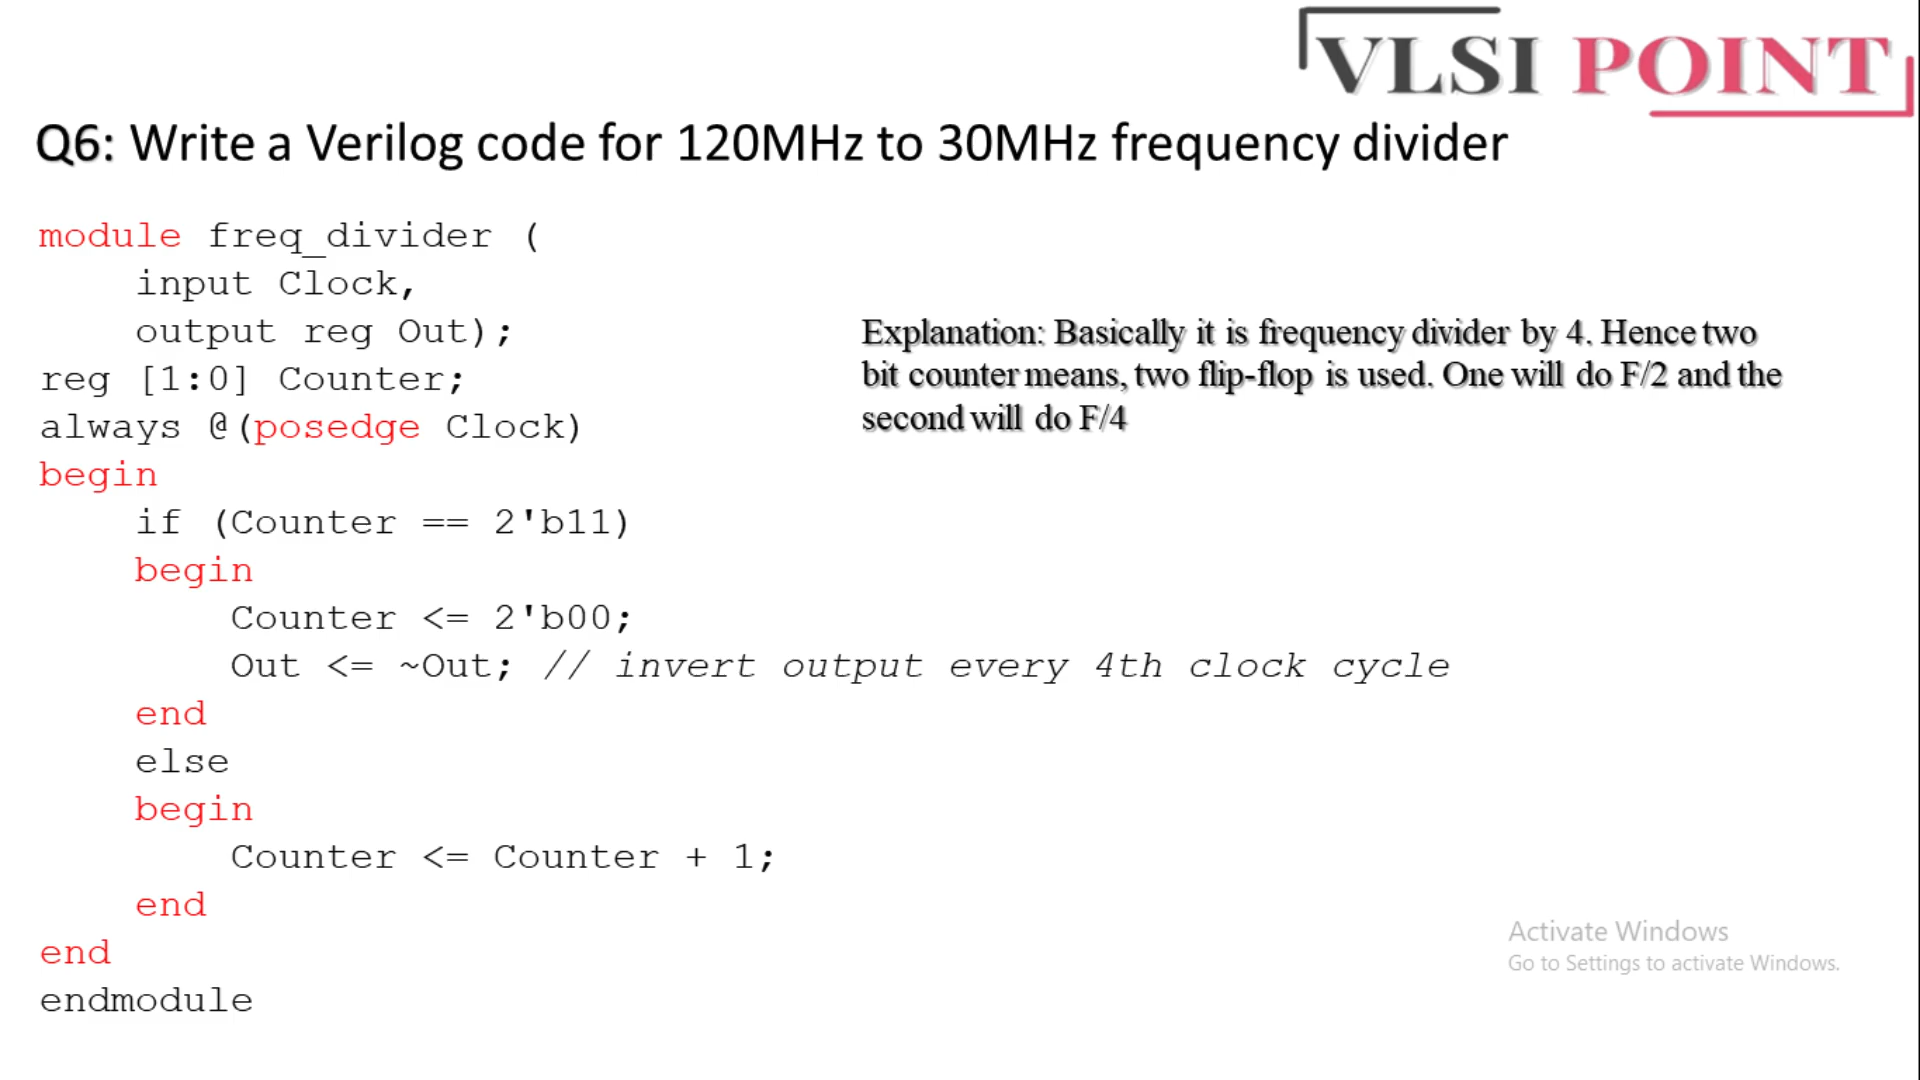 VLSI POINT
Q6: Write a Verilog code for 120MHz to 30MHz frequency divider
module freq_divider (
    input Clock,
    output reg Out);
reg [1:0] Counter;
always @(posedge Clock)
begin
    if (Counter == 2'b11)
    begin
        Counter <= 2'b00;
        Out <= ~Out; // invert output every 4th clock cycle
    end
    else
    begin
        Counter <= Counter + 1;
    end
end
endmodule
Explanation: Basically it is frequency divider by 4. Hence two
bit counter means, two flip-flop is used. One will do F/2 and the
second will do F/4
Activate Windows
Go to Settings to activate Windows.